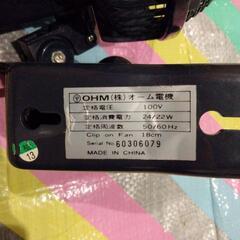 OHM(株)オーム電機
定格電圧 100V
定格消費電力 24/22W
定格周波数 50/60Hz
Clip on Fan 18cm
Serial No 60306079
MADE IN CHINA
13